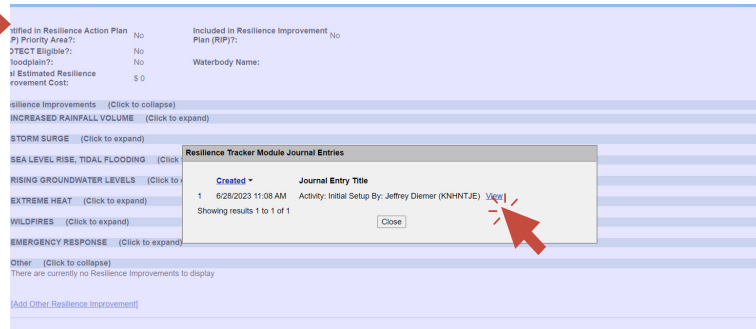 ntified in Resilience Action Plan No Included in Resilience Improvement No
P) Priority Area?: Plan (RIP)?:
OTECT Eligible?: No
loodplain?: No Waterbody Name:
al Estimated Resilience $ 0
rovement Cost:
esilience Improvements (Click to collapse)
INCREASED RAINFALL VOLUME (Click to expand)
STORM SURGE (Click to expand)
SEA LEVEL RISE, TIDAL FLOODING (Click
RISING GROUNDWATER LEVELS (Click to
EXTREME HEAT (Click to expand)
WILDFIRES (Click to expand)
EMERGENCY RESPONSE (Click to expand)
Other (Click to collapse)
There are currently no Resilience Improvements to display
[Add Other Resilience Improvement]
Resilience Tracker Module Journal Entries
Created Journal Entry Title
1 6/28/2023 11:08 AM Activity: Initial Setup By: Jeffrey Diemer (KNHNTJE) View
Showing results 1 to 1 of 1
Close